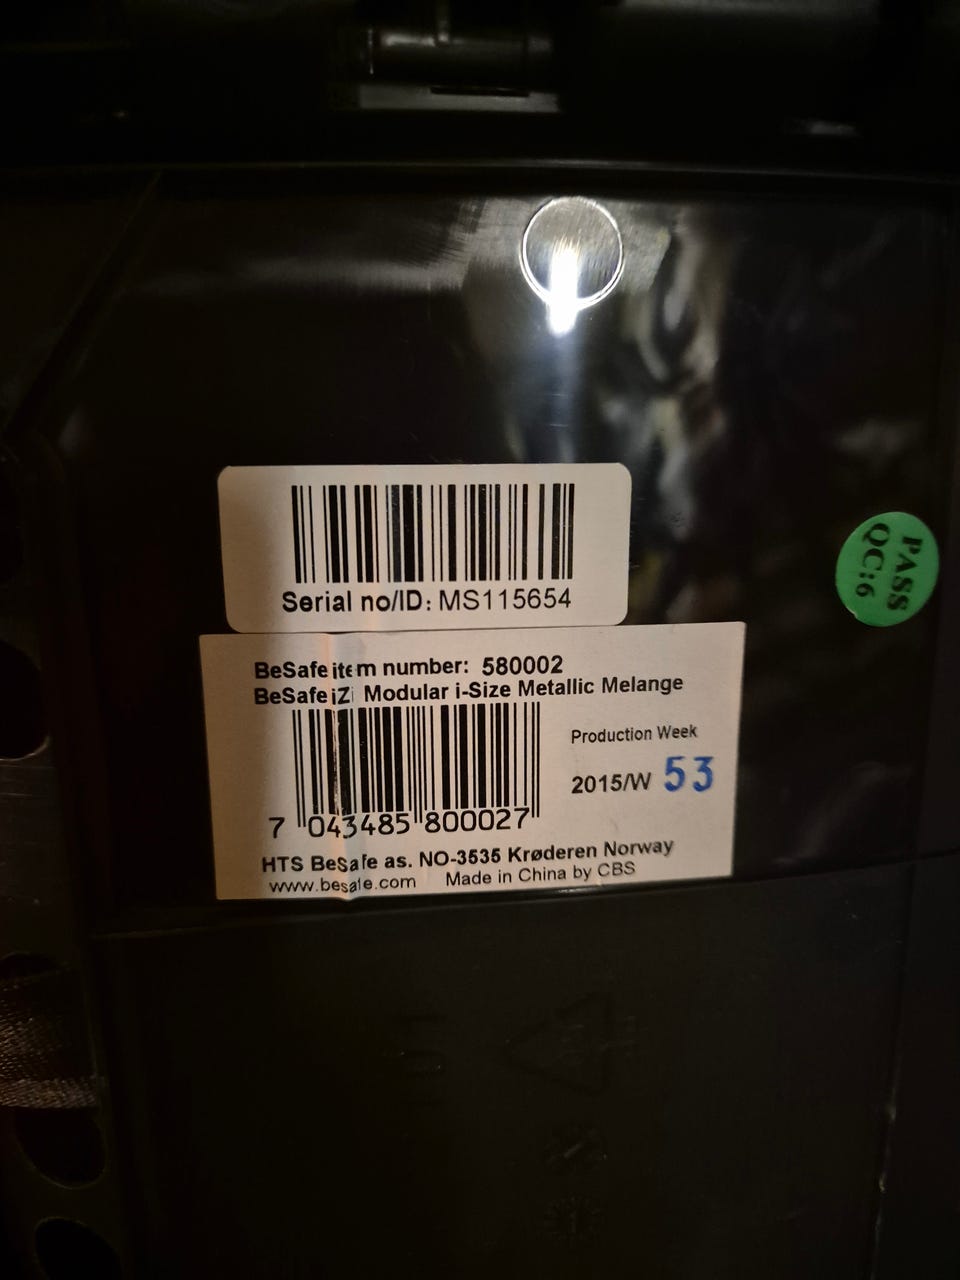 Serial no/ID: MS115654
BeSafe item number: 580002
BeSafe iZi Modular i-Size Metallic Melange
Production Week
2015/W 53
7 043485 800027
HTS BeSafe as. NO-3535 Krøderen Norway
www.besafe.com Made in China by CBS
PASS
QC:6